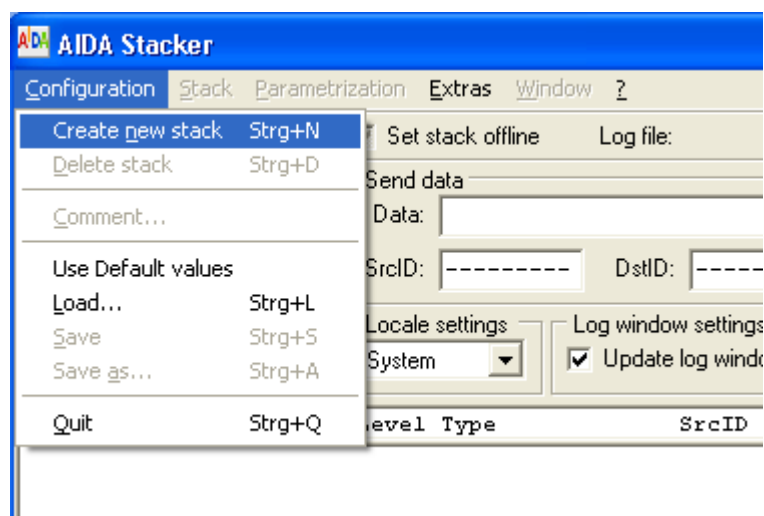 AIDA AIDA Stacker
Configuration Stack Parametrization Extras Window ?
Create new stack Strg+N
Set stack offline Log file:
Delete stack Strg+D
Send data
Comment...
Data:
Use Default values
SrcID: --------- DstID: -----
Load... Strg+L
Save Strg+S
Locale settings Log window settings
Save as... Strg+A
System Update log windo
Quit Strg+Q
evel Type SrcID